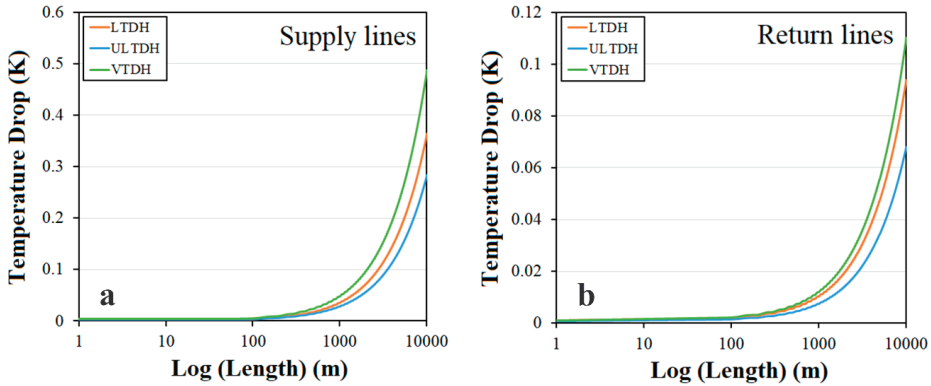 Temperature Drop (K)
0.6
0.5
0.4
0.3
0.2
0.1
0
LTDH
ULTDH
VTDH
Supply lines
a
1
10
100
1000
10000
Log (Length) (m)
Temperature Drop (K)
0.12
0.1
0.08
0.06
0.04
0.02
0
LTDH
ULTDH
VTDH
Return lines
b
1
10
100
1000
10000
Log (Length) (m)